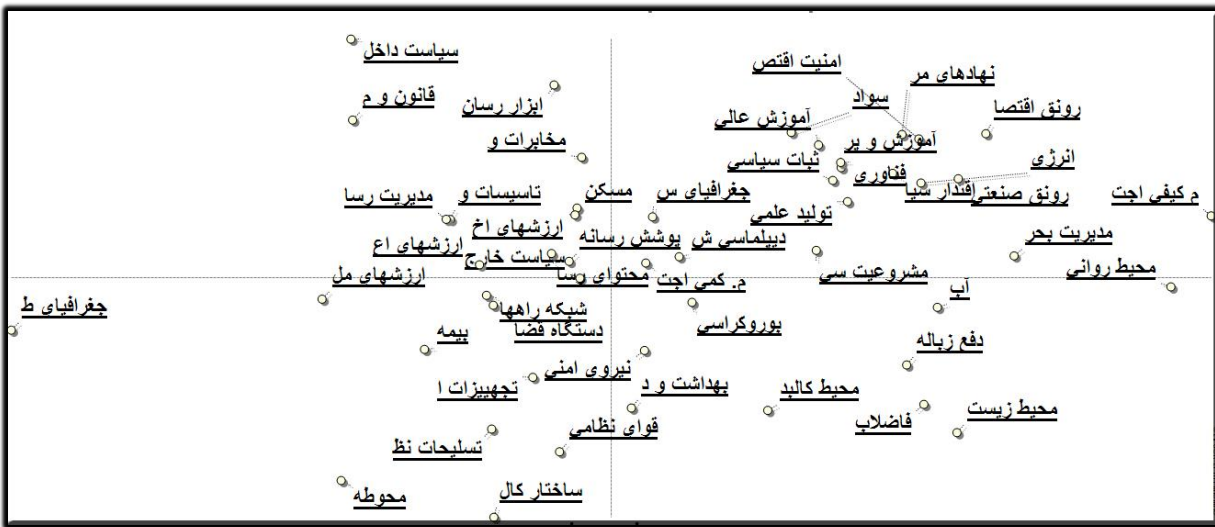 سیاست داخل
امنیت اقتص
نهادهای مر
ابزار رسان
قانون و م
سواد
رونق اقتصا
آموزش عالی
آموزش و پر
مخابرات و
ثبات سیاسی
فناوری
انرژی
مدیریت رسا
تاسیسات و
مسکن
جغرافیای س
اقتدار سیا
رونق صنعتی
م کیفی اجت
تولید علمی
ارزشهای اخ
پوشش رسانه
دیپلماسی ش
مدیریت بحر
ارزشهای اع
سیاست خارج
محتوای رسا
م. کمی اجت
مشروعیت سی
محیط روانی
ارزشهای مل
آب
جغرافیای ط
شبکه راهها
بوروکراسی
بیمه
دستگاه قضا
دفع زباله
نیروی امنی
تجهییزات ا
بهداشت و د
محیط کالبد
فاضلاب
محیط زیست
قوای نظامی
تسلیحات نظ
محوطه
ساختار کال